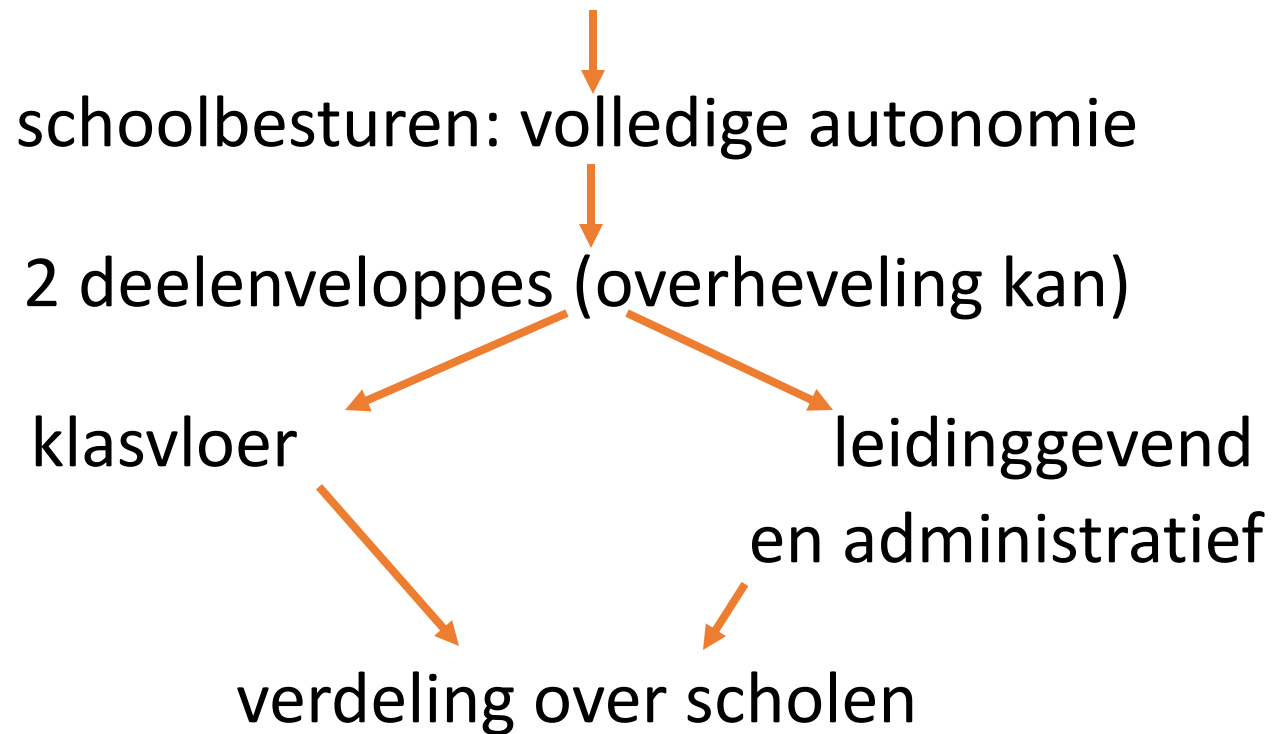 schoolbesturen: volledige autonomie
2 deelenveloppes (overheveling kan)
klasvloer
leidinggevend
en administratief
verdeling over scholen